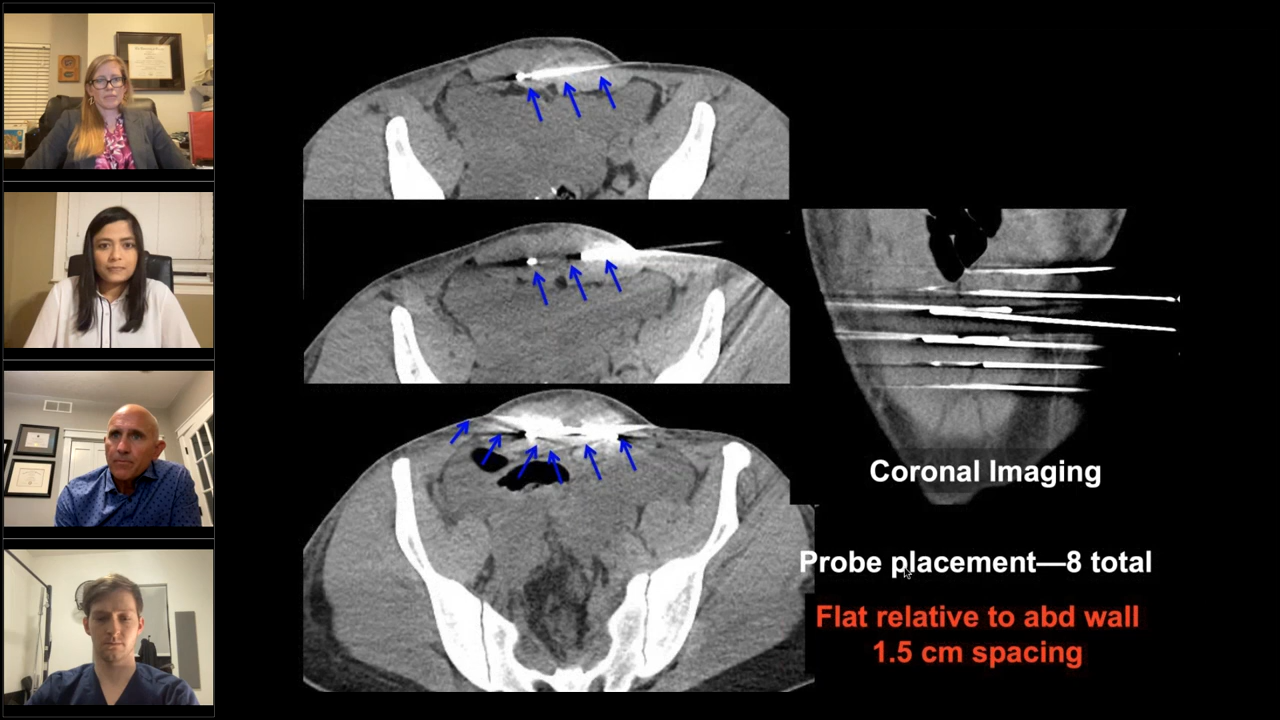 Coronal Imaging
Probe placement—8 total
Flat relative to abd wall
1.5 cm spacing